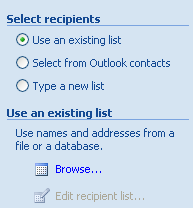 Select recipients
Use an existing list
Select from Outlook contacts
Type a new list
Use an existing list
Use names and addresses from a
file or a database.
Browse...
Edit recipient list...